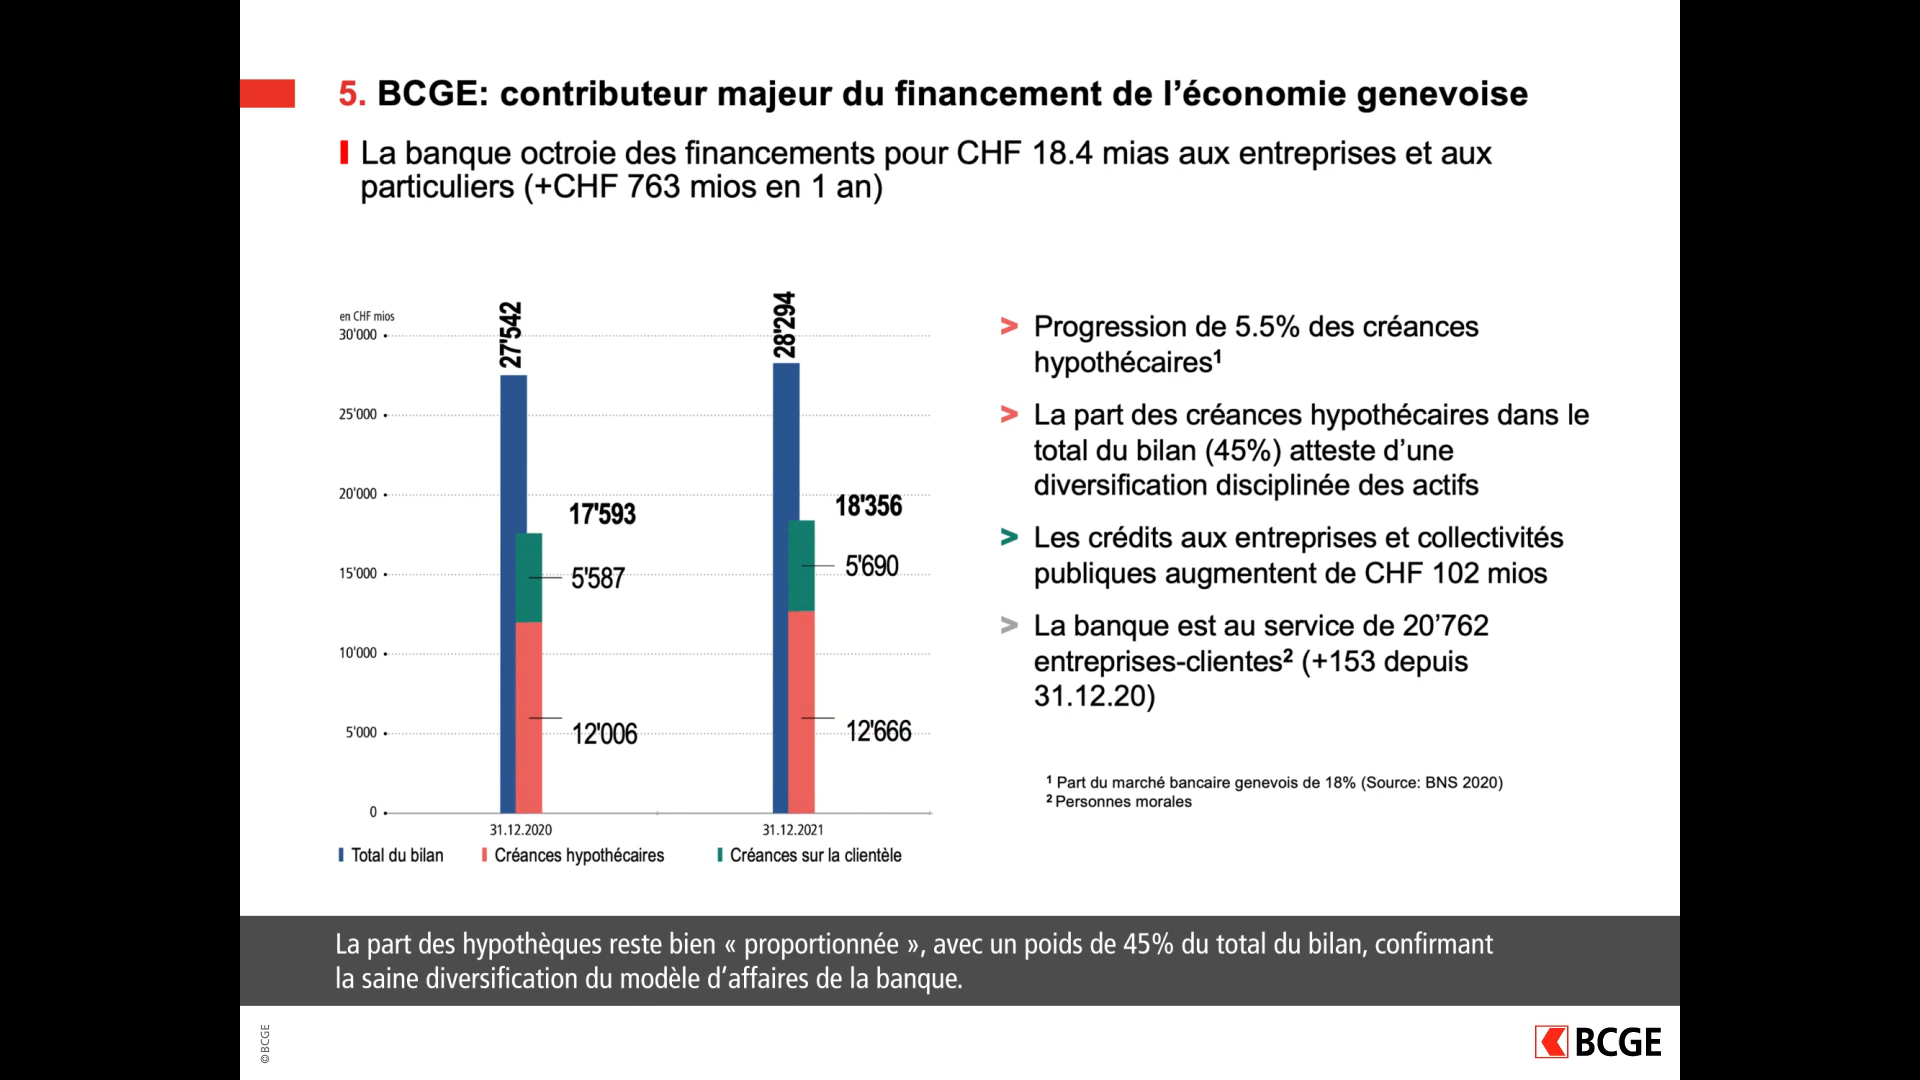 5. BCGE: contributeur majeur du financement de l’économie genevoise
La banque octroie des financements pour CHF 18.4 mias aux entreprises et aux
particuliers (+CHF 763 mios en 1 an)
en CHF mios
30'000
25'000
20'000
15'000
10'000
5'000
0
27'542
17'593
5'587
12'006
28'294
18'356
5'690
12'666
31.12.2020
31.12.2021
Total du bilan
Créances hypothécaires
Créances sur la clientèle
> Progression de 5.5% des créances
hypothécaires¹
> La part des créances hypothécaires dans le
total du bilan (45%) atteste d’une
diversification disciplinée des actifs
> Les crédits aux entreprises et collectivités
publiques augmentent de CHF 102 mios
> La banque est au service de 20’762
entreprises-clientes² (+153 depuis
31.12.20)
¹ Part du marché bancaire genevois de 18% (Source: BNS 2020)
² Personnes morales
La part des hypothèques reste bien « proportionnée », avec un poids de 45% du total du bilan, confirmant
la saine diversification du modèle d’affaires de la banque.
©BCGE
BCGE